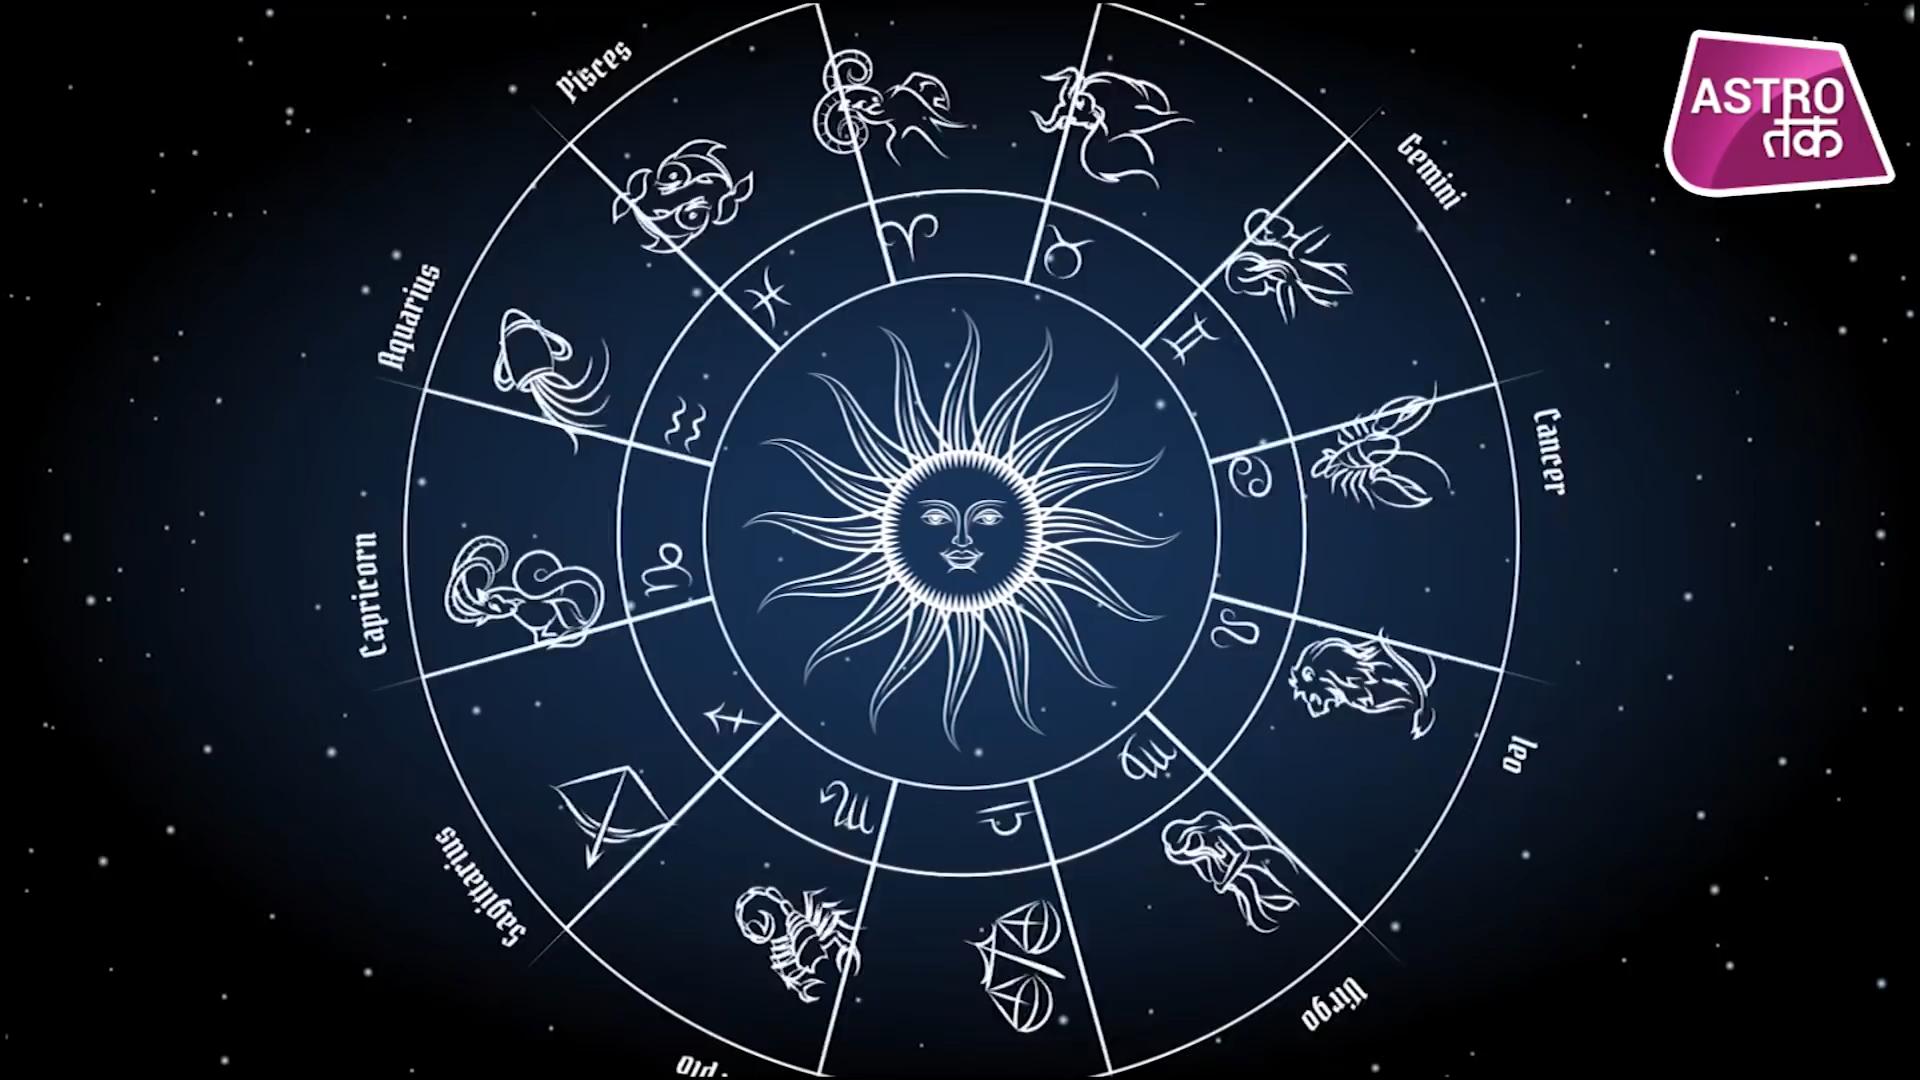 Pisces
ASTRO
तक
Gemini
Aquarius
Cancer
Capricorn
leo
Sagittarius
Virgo